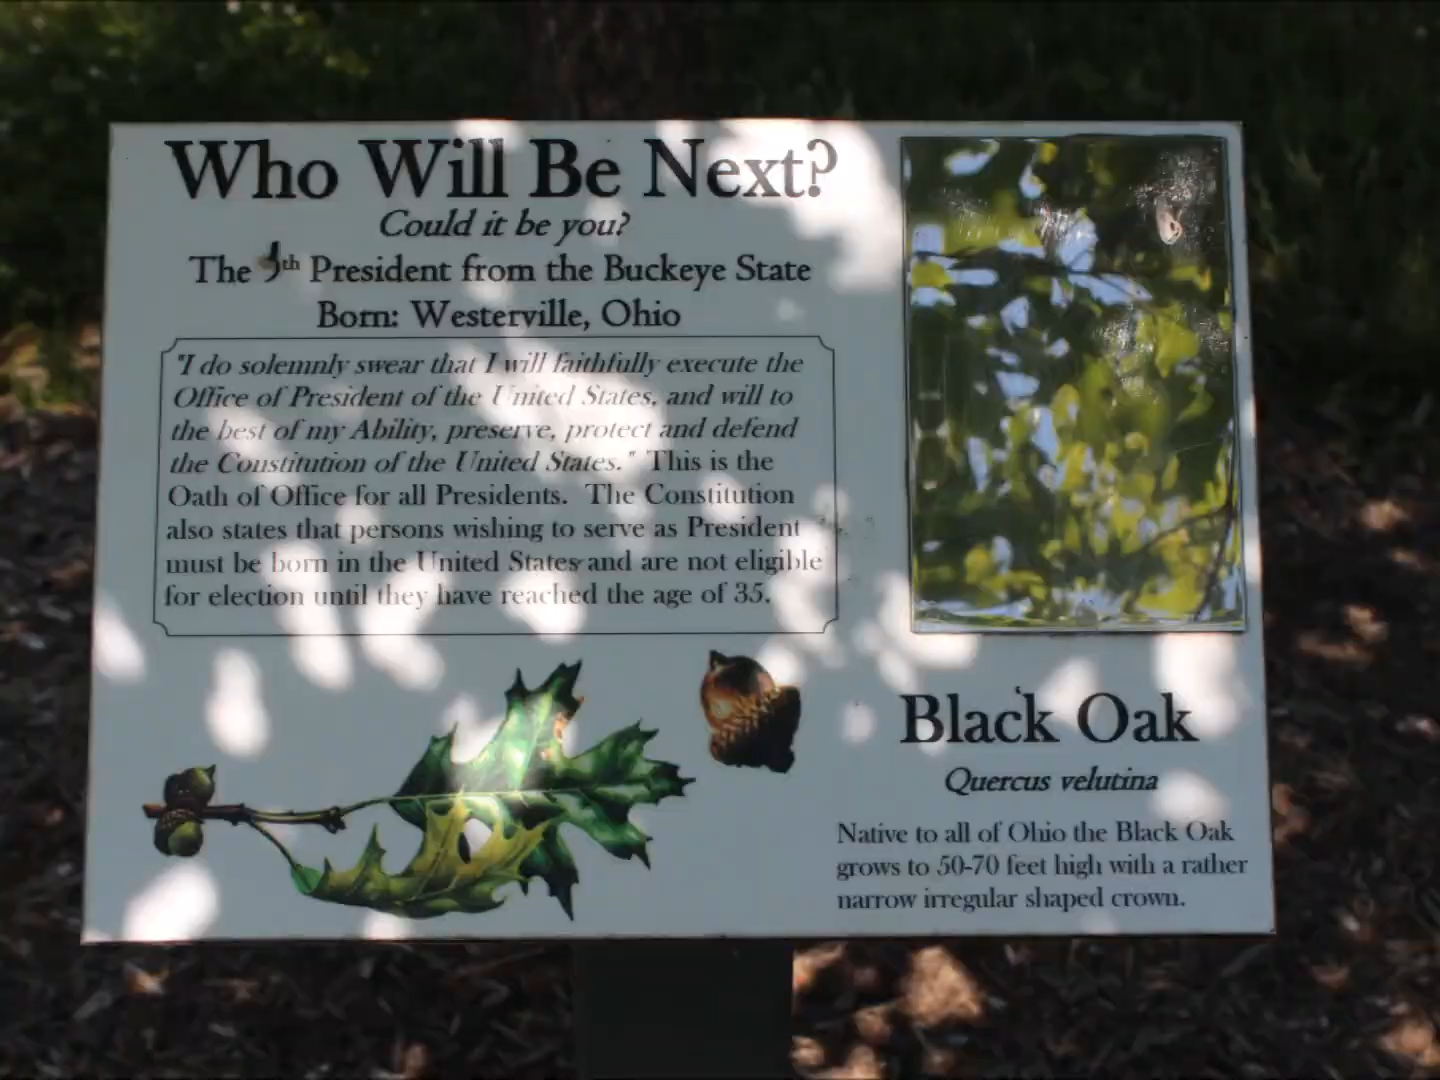 Who Will Be Next?
Could it be you?
The th President from the Buckeye State
Born: Westerville, Ohio
"I do solemnly swear that I will faithfully execute the
Office of President of the United States, and will to
the best of my Ability, preserve, protect and defend
the Constitution of the United States." This is the
Oath of Office for all Presidents. The Constitution
also states that persons wishing to serve as President
must be born in the United States and are not eligible
for election until they have reached the age of 35.
Black Oak
Quercus velutina
Native to all of Ohio the Black Oak
grows to 50-70 feet high with a rather
narrow irregular shaped crown.